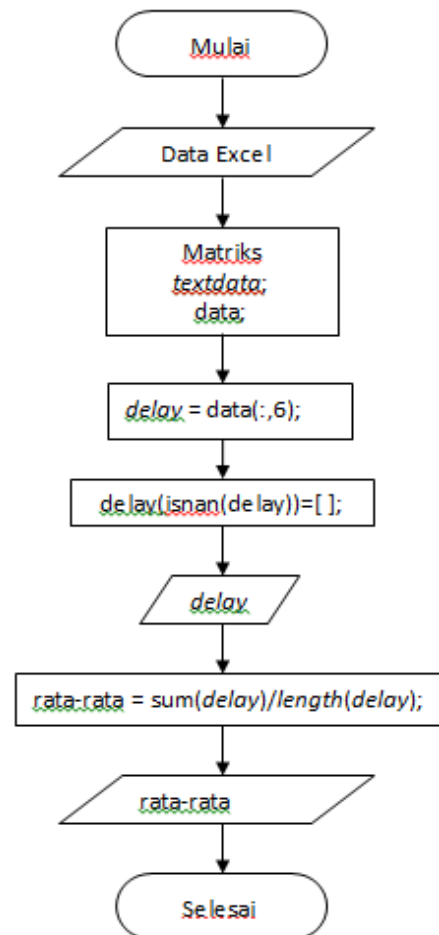 Mulai
Data Excel
Matriks
textdata;
data;
delay = data(:,6);
delay(isnan(delay))=[ ];
delay
rata-rata = sum(delay)/length(delay);
rata-rata
Selesai